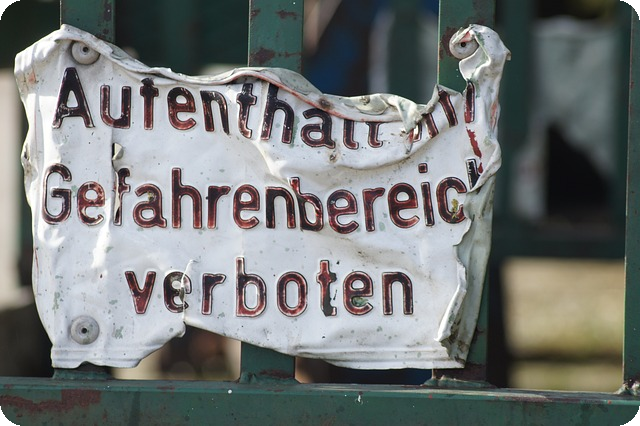 Aufenthalt im
Gefahrenbereich
verboten